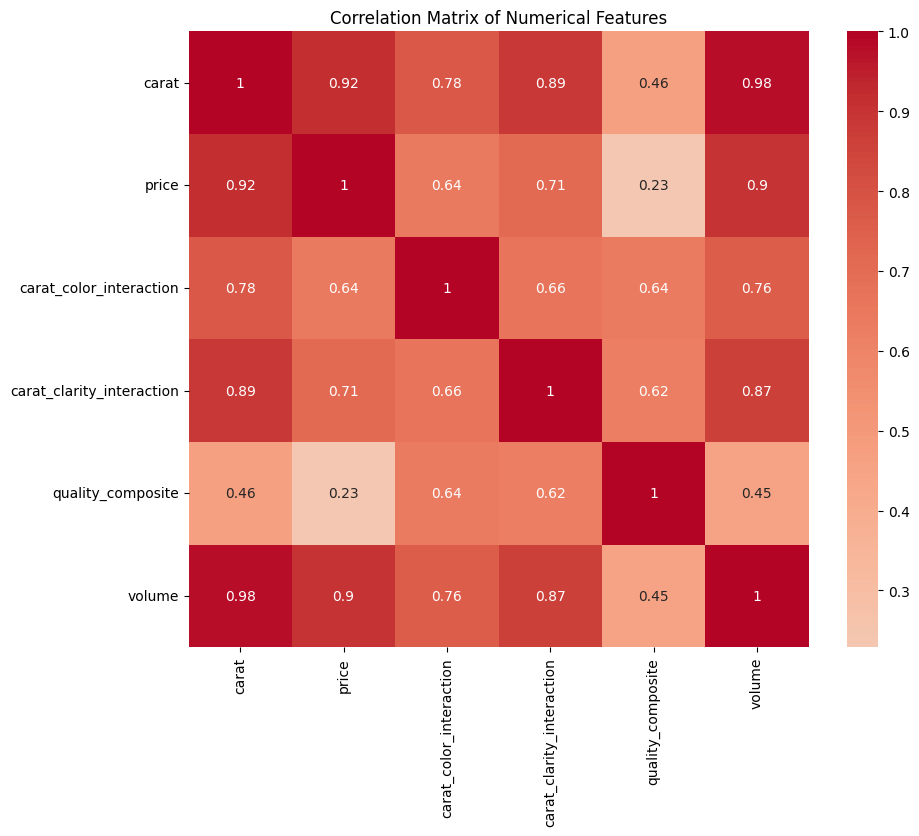 Correlation Matrix of Numerical Features
carat 1 0.92 0.78 0.89 0.46 0.98
price 0.92 1 0.64 0.71 0.23 0.9
carat_color_interaction 0.78 0.64 1 0.66 0.64 0.76
carat_clarity_interaction 0.89 0.71 0.66 1 0.62 0.87
quality_composite 0.46 0.23 0.64 0.62 1 0.45
volume 0.98 0.9 0.76 0.87 0.45 1
carat
price
carat_color_interaction
carat_clarity_interaction
quality_composite
volume
1.0
0.9
0.8
0.7
0.6
0.5
0.4
0.3